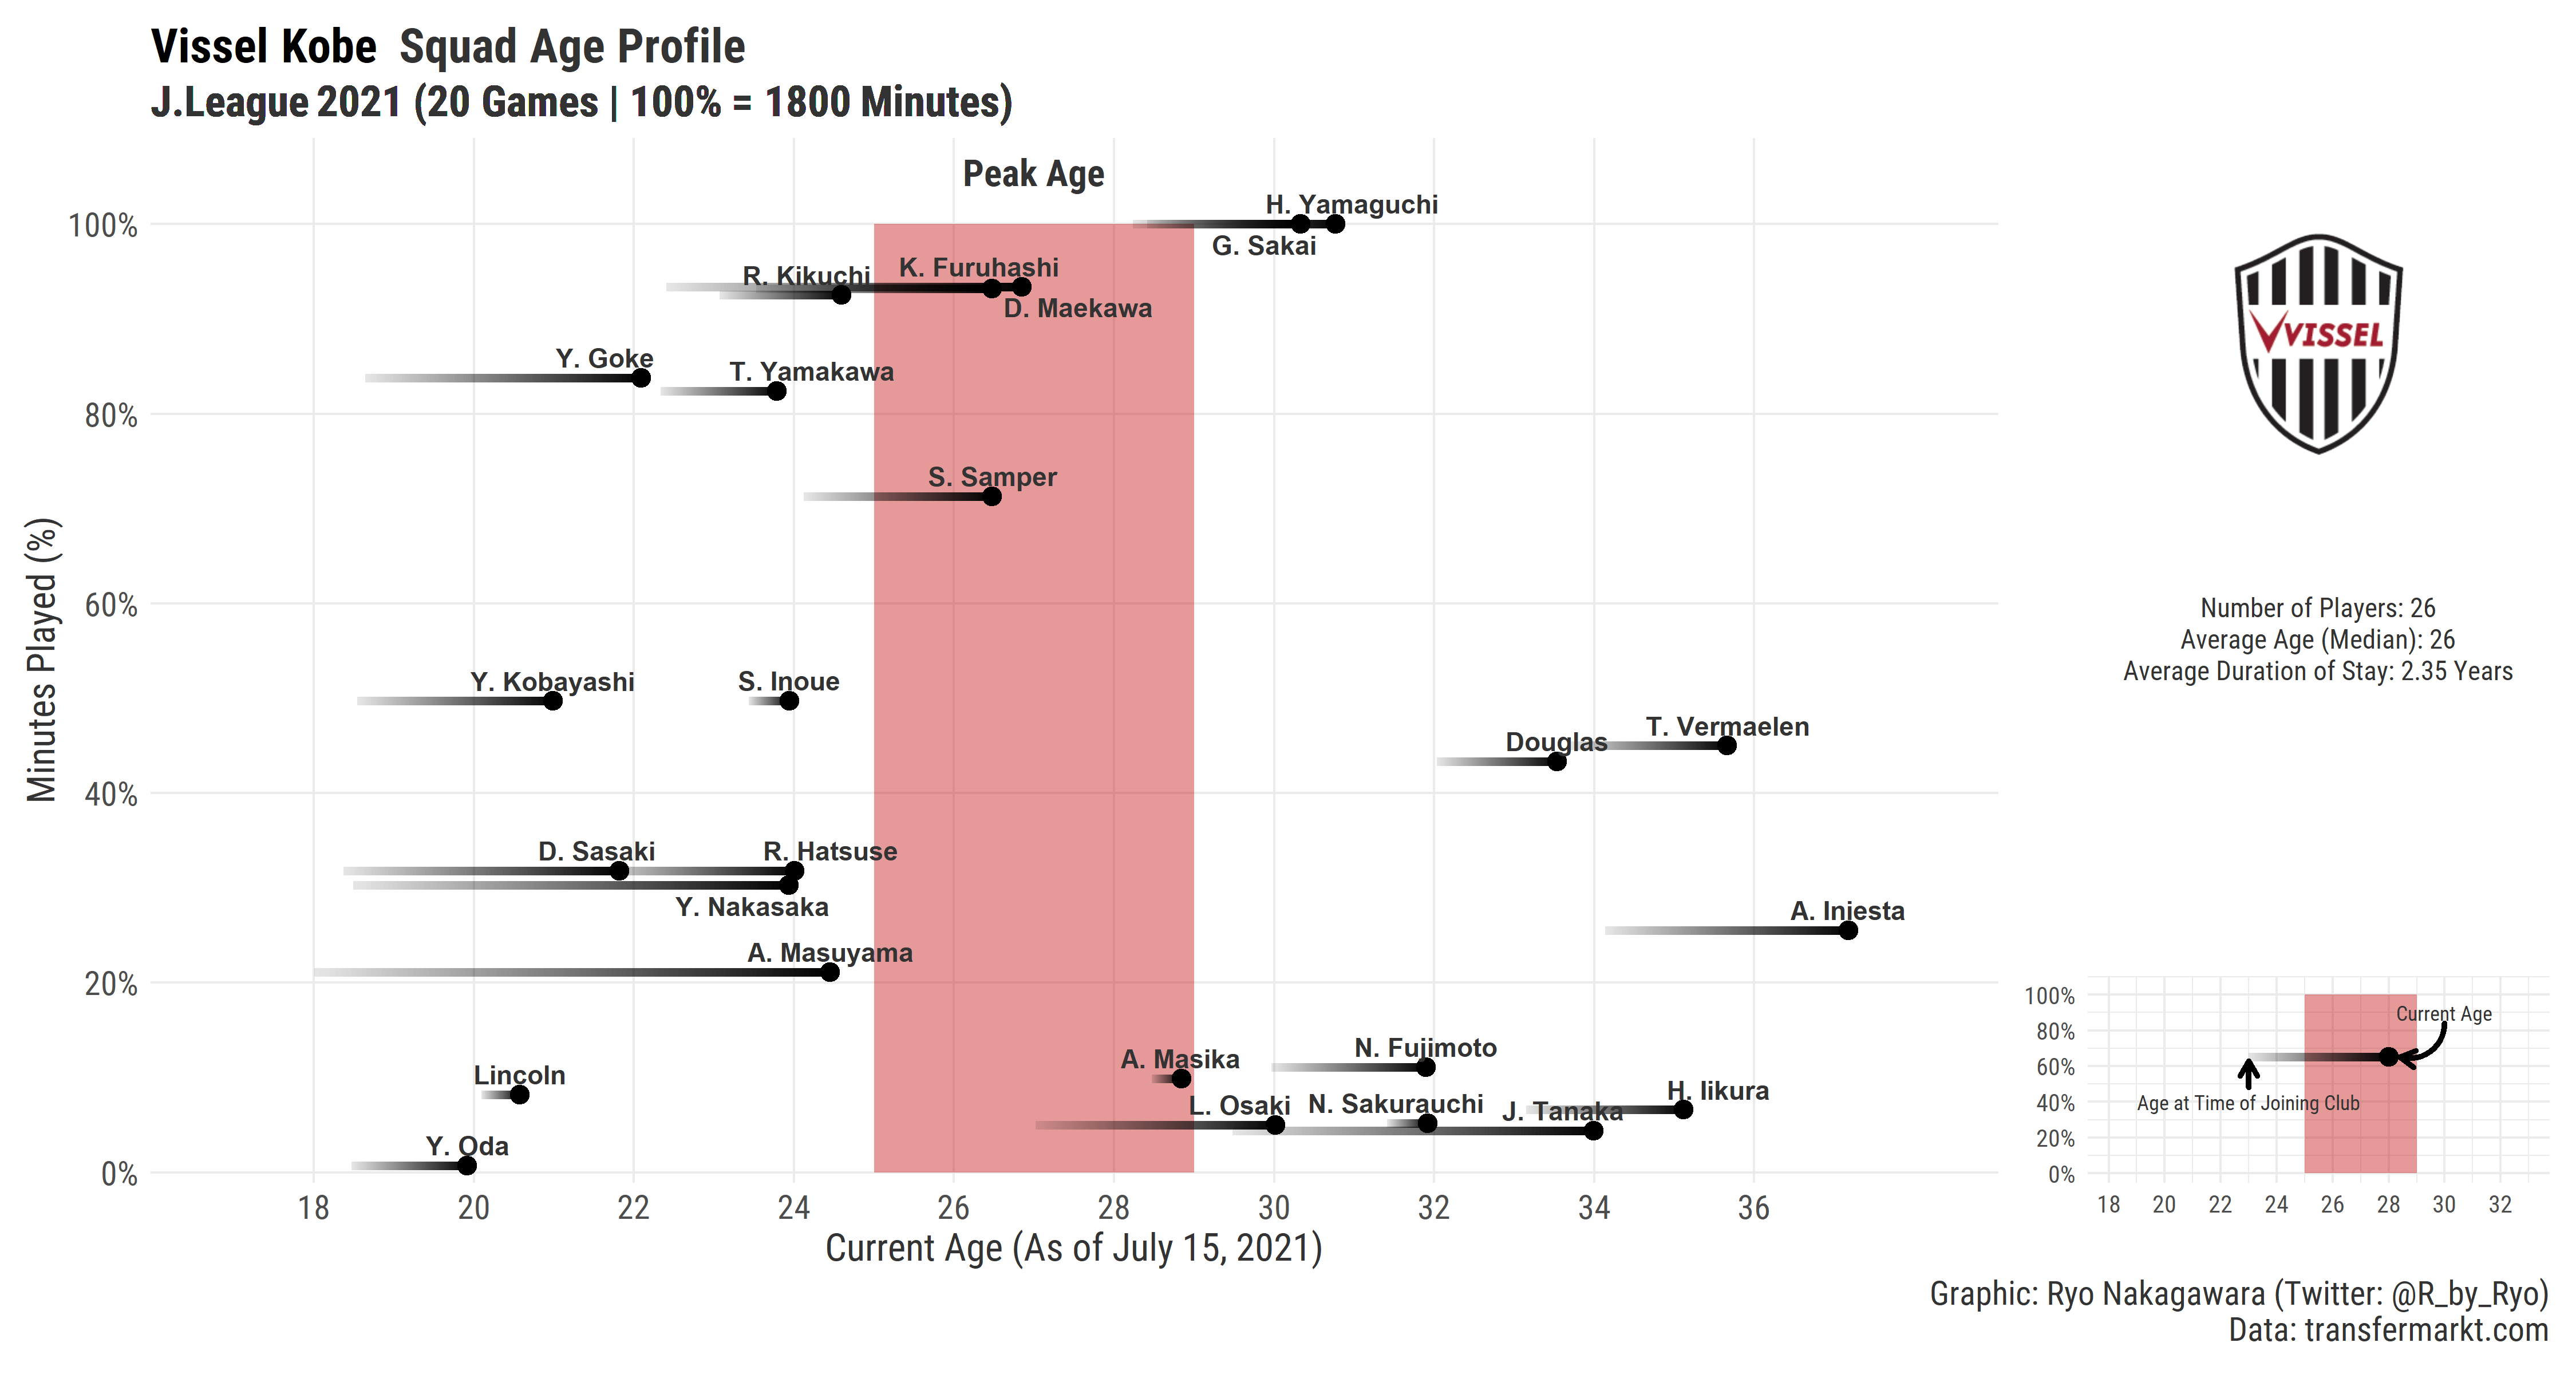 Vissel Kobe Squad Age Profile
J.League 2021 (20 Games | 100% = 1800 Minutes)
Peak Age
Minutes Played (%)
100%
80%
60%
40%
20%
0%
H. Yamaguchi
G. Sakai
K. Furuhashi
R. Kikuchi
D. Maekawa
Y. Goke
T. Yamakawa
S. Samper
Y. Kobayashi
S. Inoue
T. Vermaelen
Douglas
D. Sasaki
R. Hatsuse
Y. Nakasaka
A. Iniesta
A. Masuyama
N. Fujimoto
A. Masika
Lincoln
H. Iikura
L. Osaki
N. Sakurauchi
J. Tanaka
Y. Oda
18 20 22 24 26 28 30 32 34 36
Current Age (As of July 15, 2021)
VISSEL
Number of Players: 26
Average Age (Median): 26
Average Duration of Stay: 2.35 Years
100%
80%
60%
40%
20%
0%
Current Age
Age at Time of Joining Club
18 20 22 24 26 28 30 32
Graphic: Ryo Nakagawara (Twitter: @R_by_Ryo)
Data: transfermarkt.com